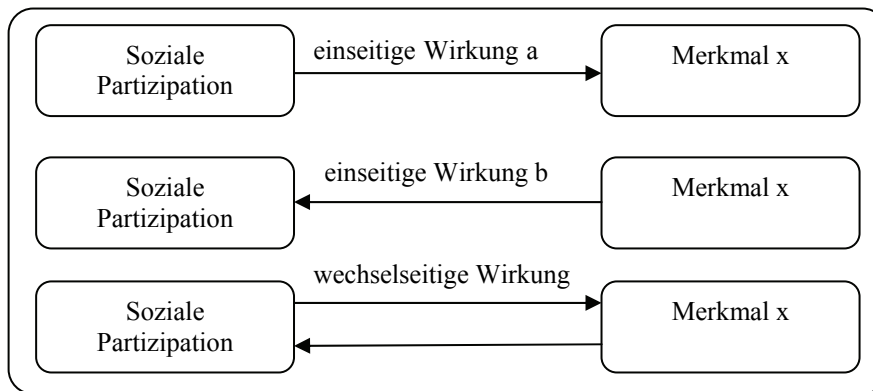 Soziale
Partizipation
einseitige Wirkung a
Merkmal x
Soziale
Partizipation
einseitige Wirkung b
Merkmal x
Soziale
Partizipation
wechselseitige Wirkung
Merkmal x